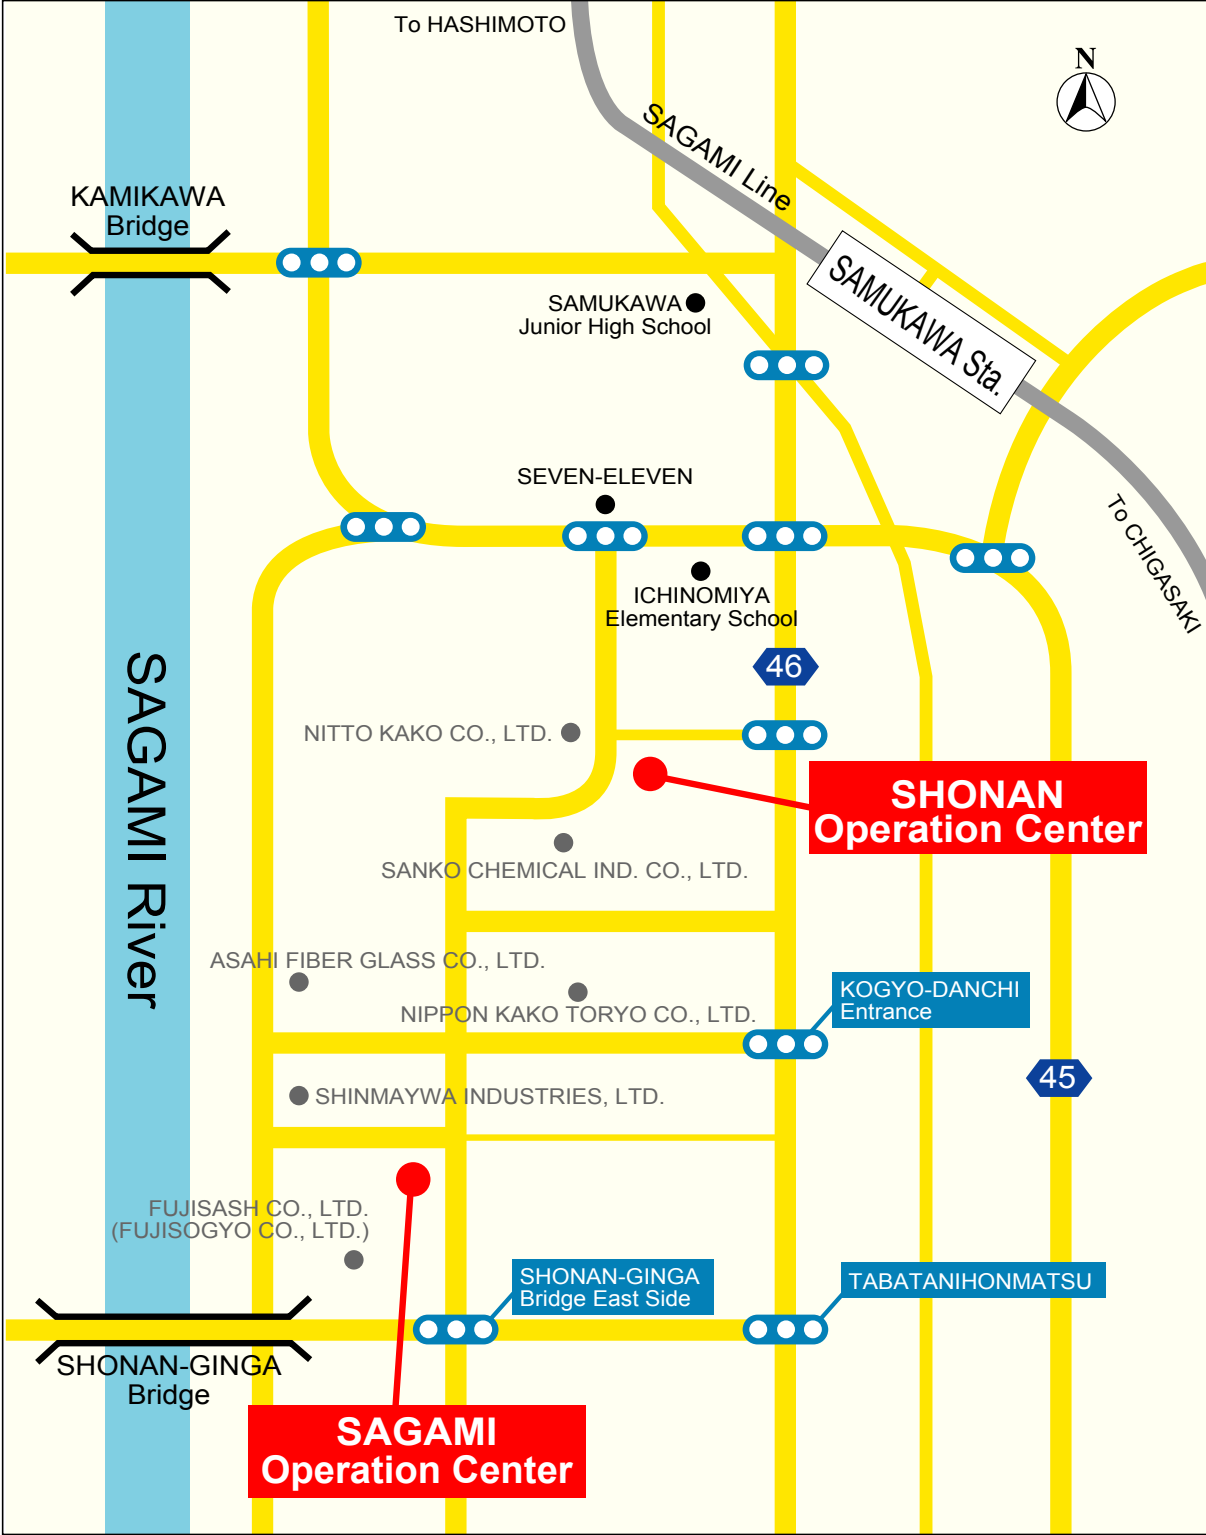 To HASHIMOTO
N
SAGAMI Line
KAMIKAWA
Bridge
SAMUKAWA Sta.
SAMUKAWA
Junior High School
SEVEN-ELEVEN
To CHIGASAKI
ICHINOMIYA
Elementary School
46
SAGAMI River
NITTO KAKO CO., LTD.
SHONAN
Operation Center
SANKO CHEMICAL IND. CO., LTD.
ASAHI FIBER GLASS CO., LTD.
KOGYO-DANCHI
Entrance
NIPPON KAKO TORYO CO., LTD.
45
SHINMAYWA INDUSTRIES, LTD.
FUJISASH CO., LTD.
(FUJISOGYO CO., LTD.)
SHONAN-GINGA
Bridge East Side
TABATANIHONMATSU
SHONAN-GINGA
Bridge
SAGAMI
Operation Center